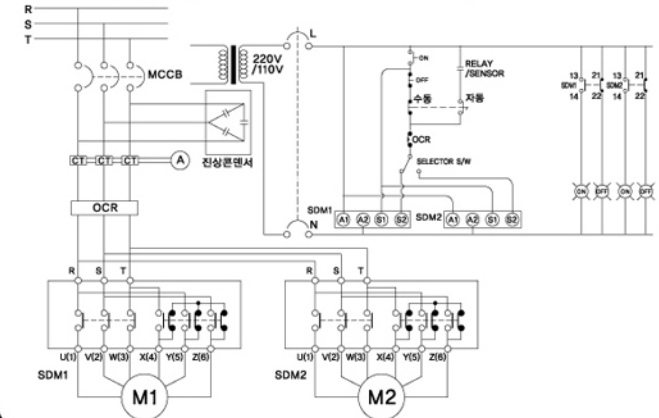 R
S
T
MCCB
220V
/110V
L
ON
OFF
RELAY
/SENSOR
수동
자동
OCR
SELECTOR S/W
13 21 13 21
SDM1 SDM2
14 22 14 22
ON OFF ON OFF
진상콘덴서
CT CT CT A
OCR
N
SDM1 A1 A2 S1 S2 SDM2 A1 A2 S1 S2
R S T R S T
U(1) V(2) W(3) X(4) Y(5) Z(6) U(1) V(2) W(3) X(4) Y(5) Z(6)
SDM1 SDM2
M1 M2